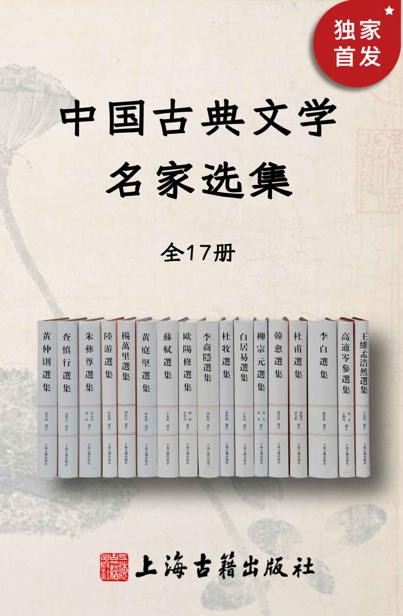 独家
首发
中国古典文学
名家选集
全17册
黄仲则選集
查慎行選集
朱彝尊選集
陸游選集
楊萬里選集
黄庭堅選集
蘇軾選集
歐陽修選集
李商隱選集
杜牧選集
白居易選集
柳宗元選集
韓愈選集
杜甫選集
李白選集
高適岑參選集
王維孟浩然選集
上海古籍出版社